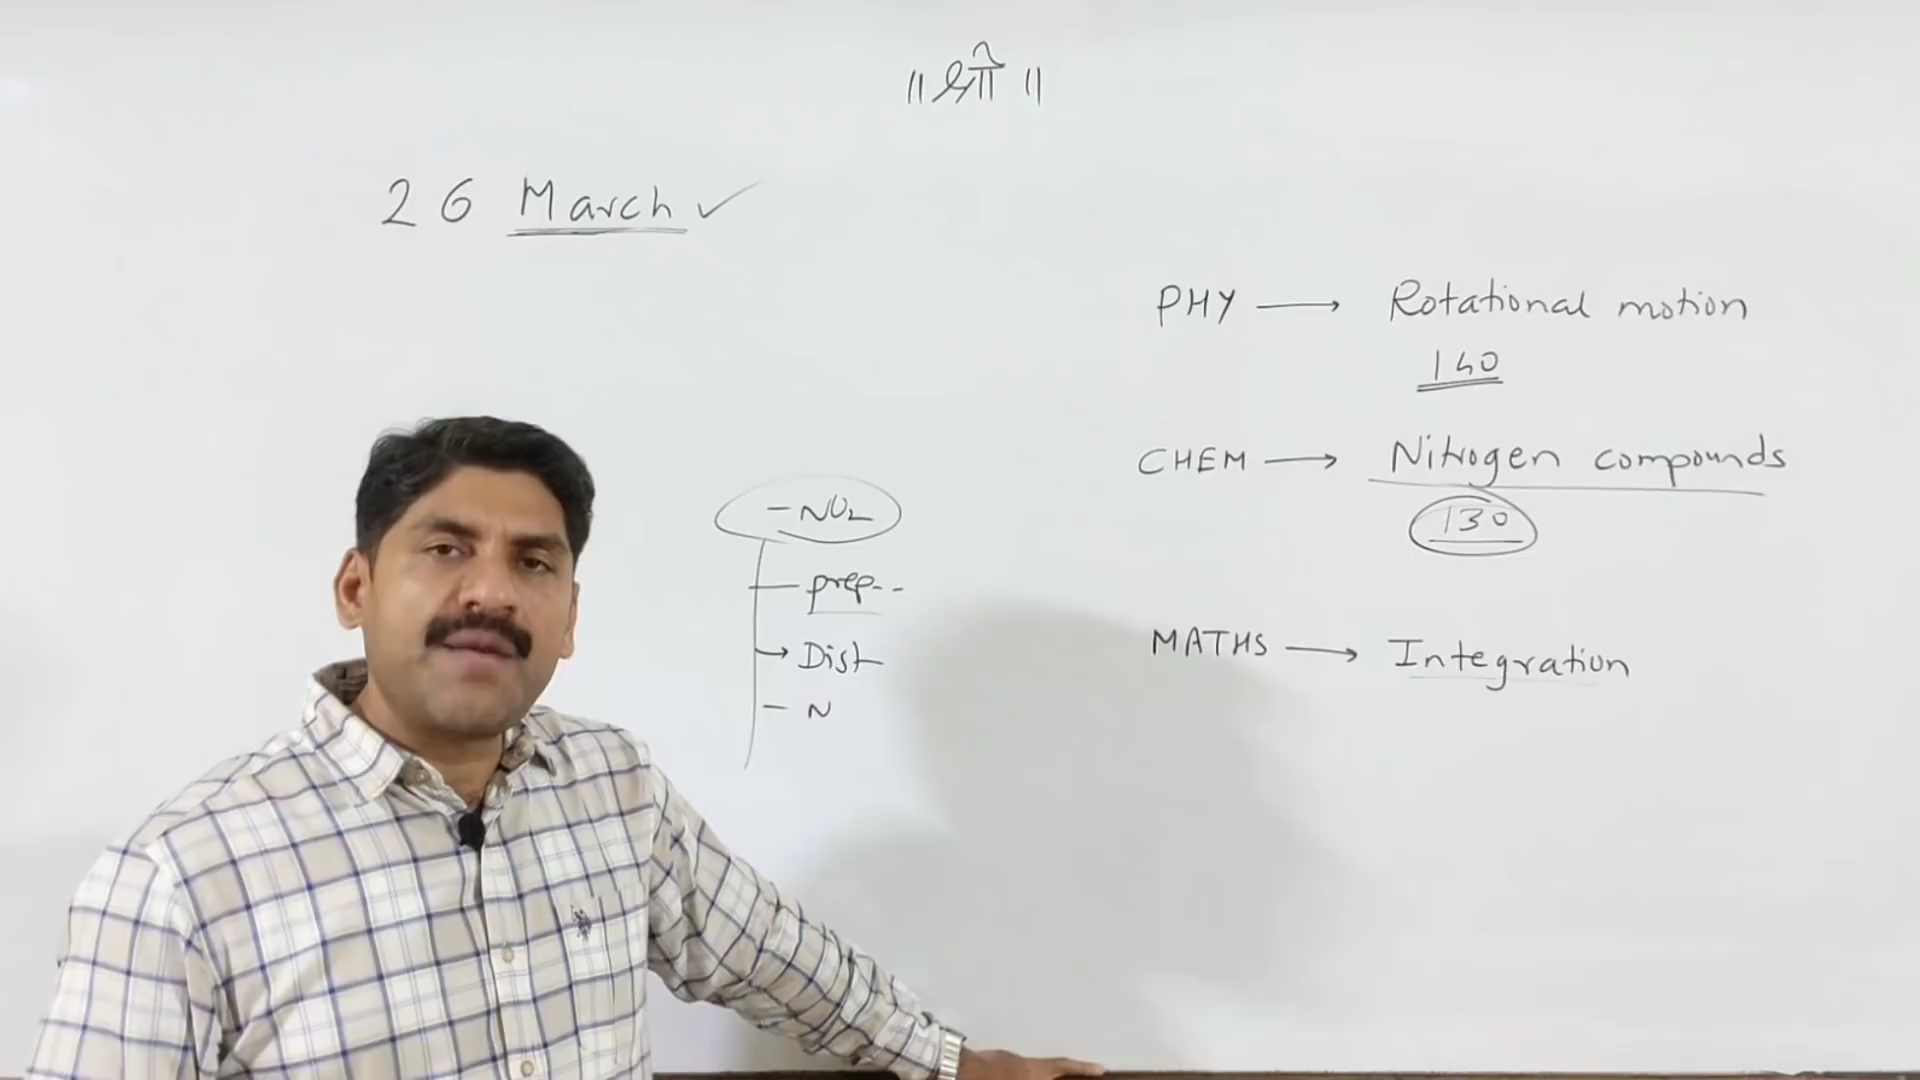 ॥ श्री ॥
26 March ✓
PHY → Rotational motion
140
CHEM → Nitrogen compounds
130
MATHS → Integration
- NO₂
prep--
→ Dist
- N